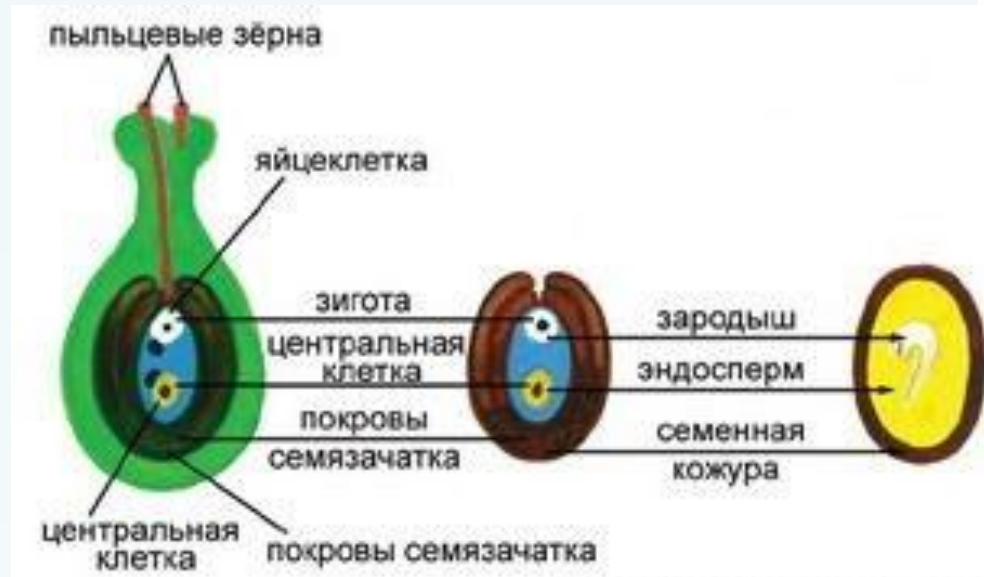 пыльцевые зёрна
яйцеклетка
зигота
центральная
клетка
покровы
семязачатка
зародыш
эндосперм
семенная
кожура
центральная
клетка
покровы семязачатка